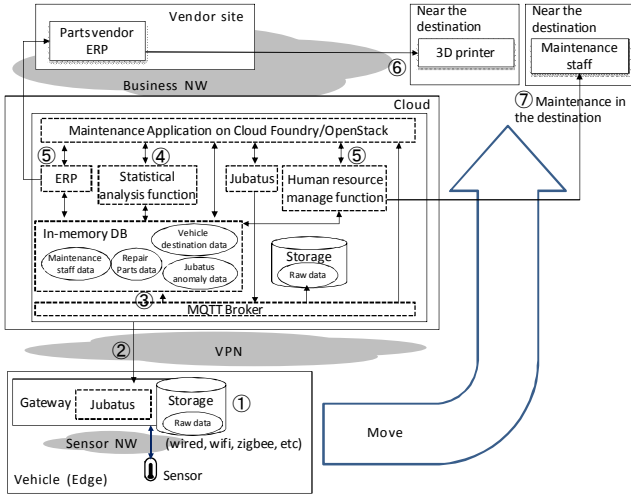 Vendor site
Parts vendor
ERP
Near the
destination
3D printer
Near the
destination
Maintenance
staff
⑥
Business NW
⑦ Maintenance in
the destination
Cloud
Maintenance Application on Cloud Foundry/OpenStack
⑤
④
⑤
ERP
Statistical
analysis function
Jubatus
Human resource
manage function
In-memory DB
Vehicle
destination data
Maintenance
staff data
Repair
Parts data
Jubatus
anomaly data
Storage
Raw data
③
MQTT Broker
②
VPN
Gateway
Jubatus
Storage
Raw data
①
Sensor NW
(wired, wifi, zigbee, etc)
Move
Sensor
Vehicle (Edge)